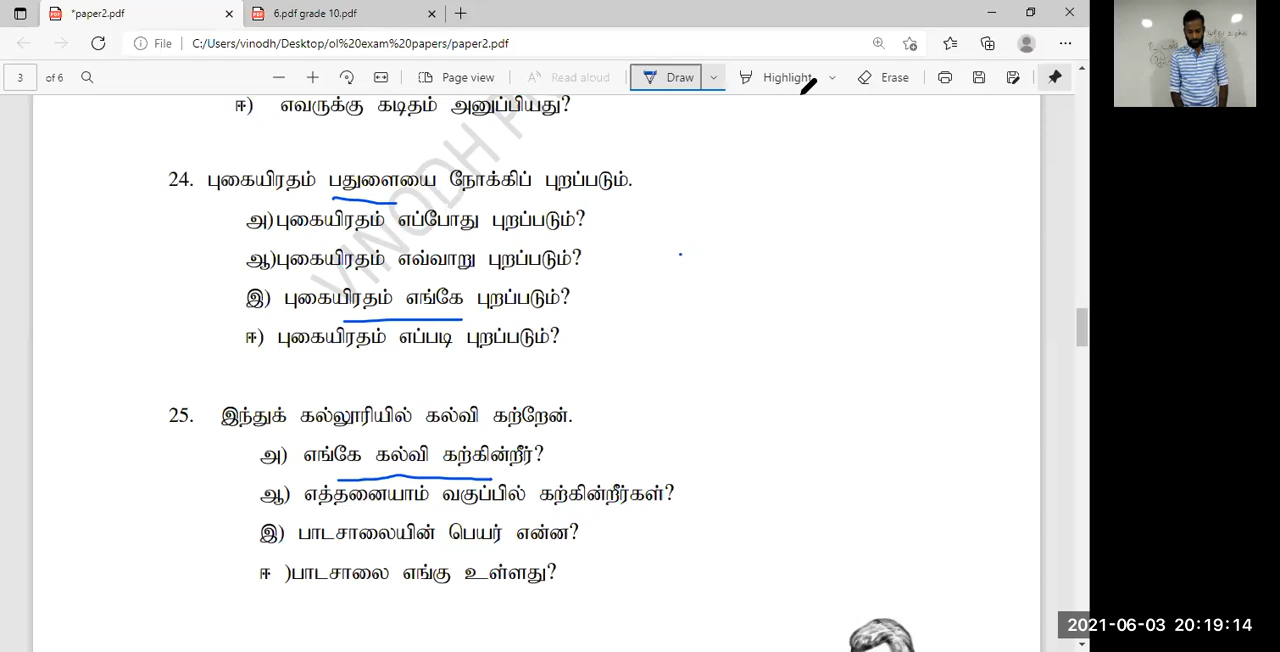 *paper2.pdf
6.pdf grade 10.pdf
File C:/Users/vinodh/Desktop/ol%20exam%20papers/paper2.pdf
3 of 6 Page view Read aloud Draw Highlight Erase
ஈ) எவருக்கு கடிதம் அனுப்பியது?
24. புகையிரதம் பதுளையை நோக்கிப் புறப்படும்.
அ)புகையிரதம் எப்போது புறப்படும்?
ஆ)புகையிரதம் எவ்வாறு புறப்படும்?
இ) புகையிரதம் எங்கே புறப்படும்?
ஈ) புகையிரதம் எப்படி புறப்படும்?
25. இந்துக் கல்லூரியில் கல்வி கற்றேன்.
அ) எங்கே கல்வி கற்கின்றீர்?
ஆ) எத்தனையாம் வகுப்பில் கற்கின்றீர்கள்?
இ) பாடசாலையின் பெயர் என்ன?
ஈ )பாடசாலை எங்கு உள்ளது?
VINODH
2021-06-03 20:19:14